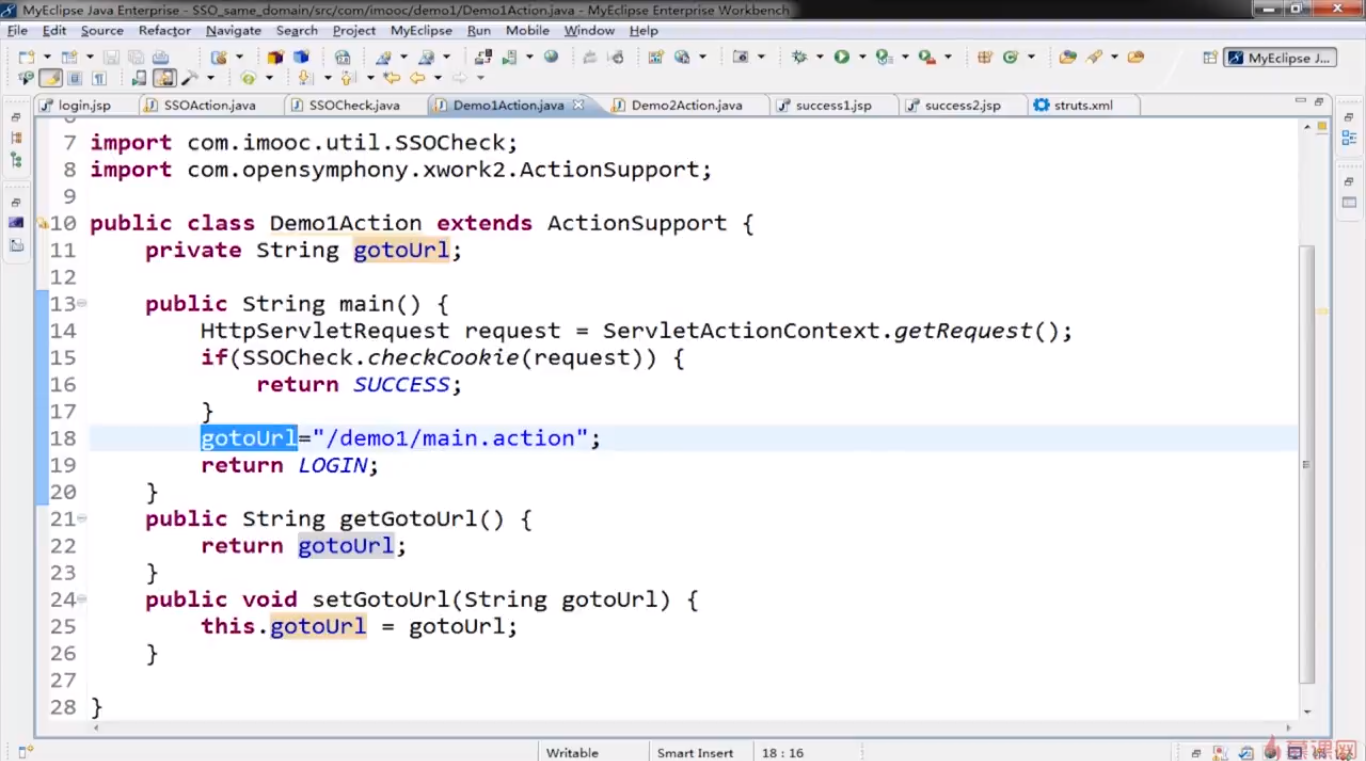 MyEclipse Java Enterprise - SSO_same_domain/src/com/imooc/demo1/Demo1Action.java - MyEclipse Enterprise Workbench
File Edit Source Refactor Navigate Search Project MyEclipse Run Mobile Window Help
MyEclipse J...
login.jsp SSOAction.java SSOCheck.java Demo1Action.java Demo2Action.java success1.jsp success2.jsp struts.xml
7 import com.imooc.util.SSOCheck;
8 import com.opensymphony.xwork2.ActionSupport;
9
10 public class Demo1Action extends ActionSupport {
11 private String gotoUrl;
12
13 public String main() {
14 HttpServletRequest request = ServletActionContext.getRequest();
15 if(SSOCheck.checkCookie(request)) {
16 return SUCCESS;
17 }
18 gotoUrl="/demo1/main.action";
19 return LOGIN;
20 }
21 public String getGotoUrl() {
22 return gotoUrl;
23 }
24 public void setGotoUrl(String gotoUrl) {
25 this.gotoUrl = gotoUrl;
26 }
27
28 }
Writable Smart Insert 18 : 16
慕课网